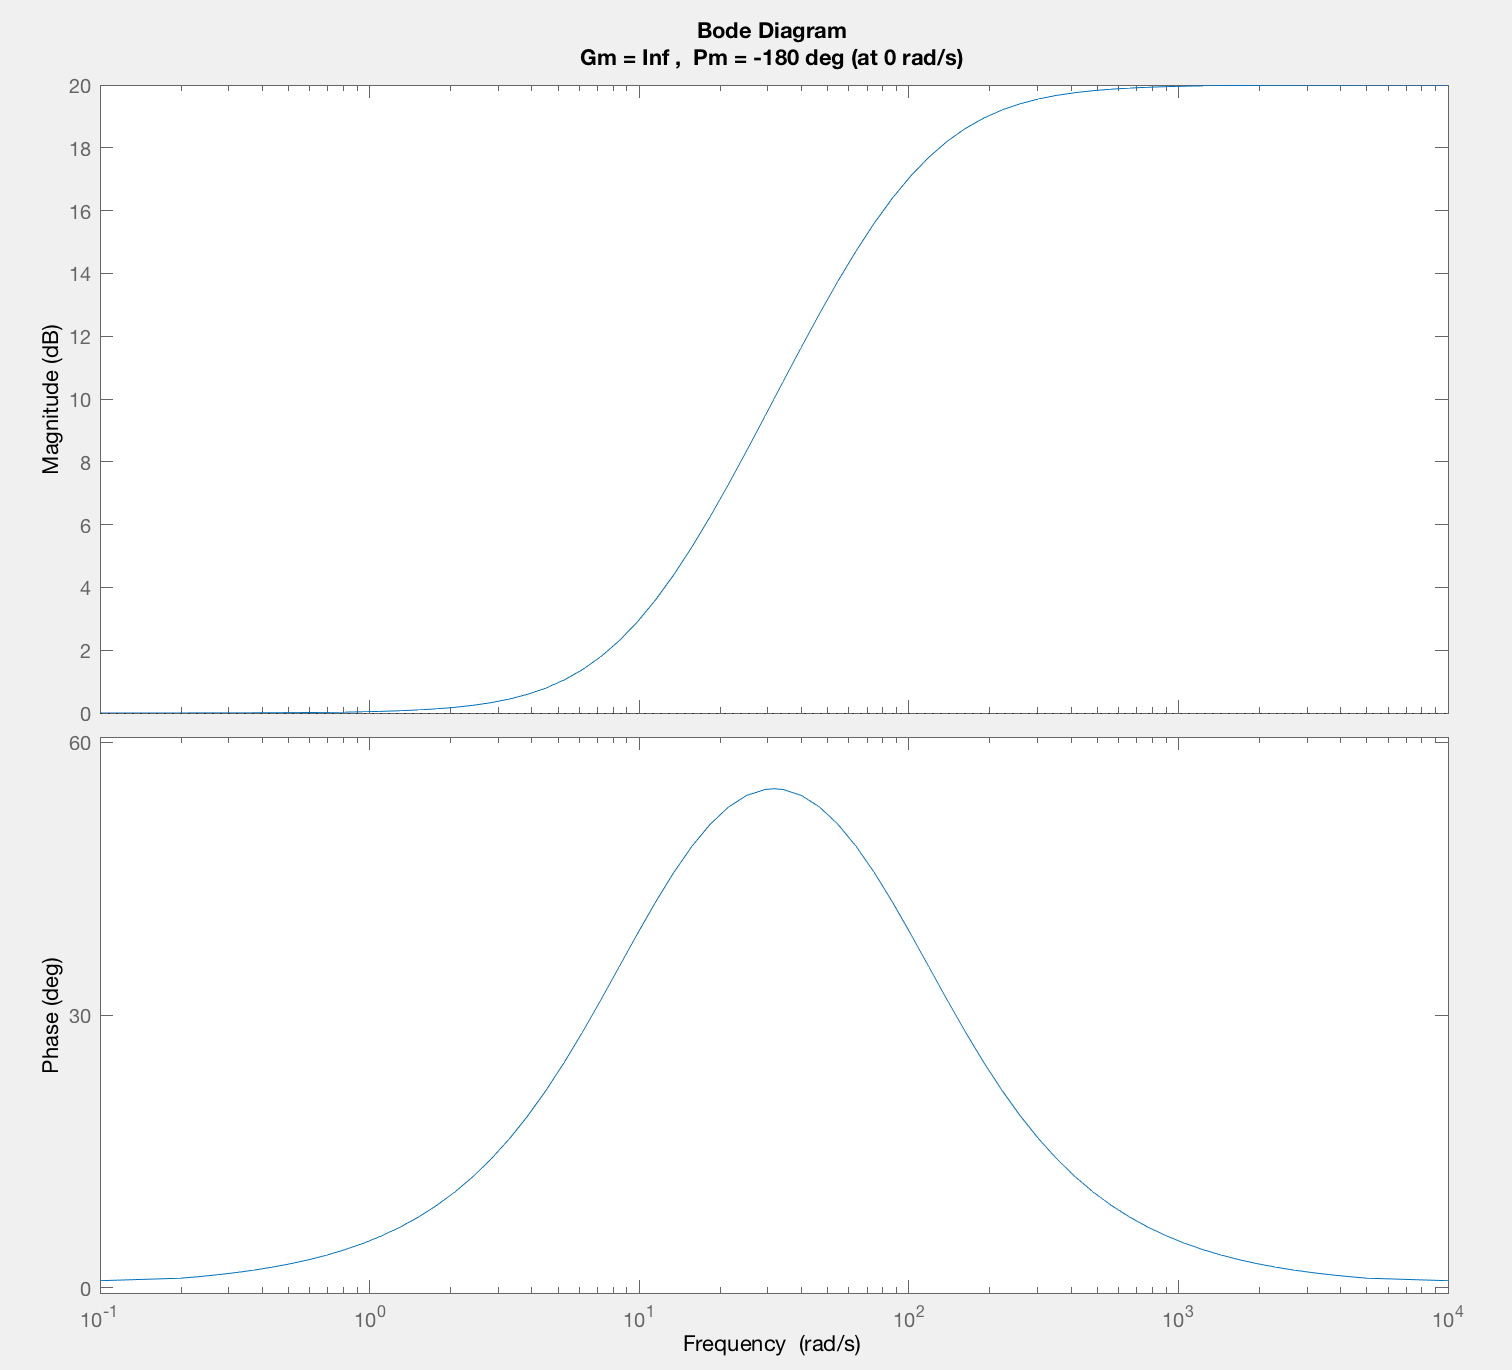 Bode Diagram
Gm = Inf , Pm = -180 deg (at 0 rad/s)
20
18
16
14
12
10
8
6
4
2
0
Magnitude (dB)
60
30
0
Phase (deg)
10^-1 10^0 10^1 10^2 10^3 10^4
Frequency (rad/s)